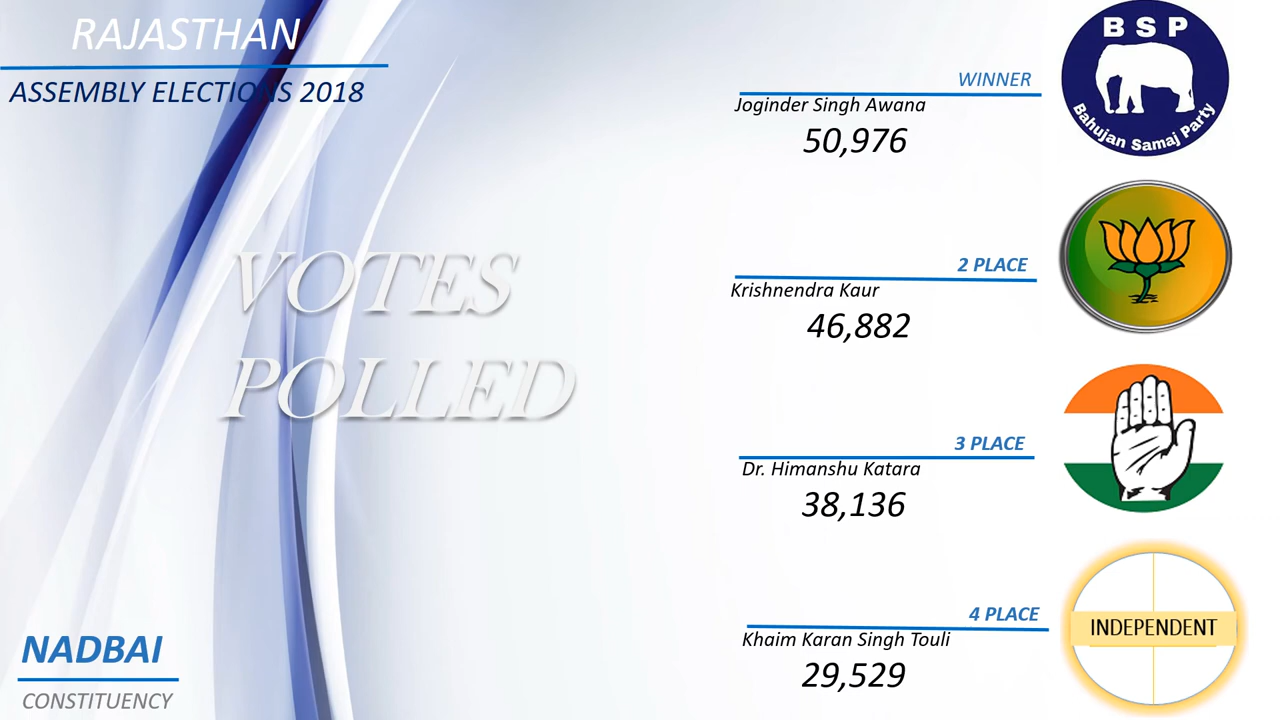 RAJASTHAN
ASSEMBLY ELECTIONS 2018
VOTES
POLLED
NADBAI
CONSTITUENCY
WINNER
Joginder Singh Awana
50,976
BSP
Bahujan Samaj Party
2 PLACE
Krishnendra Kaur
46,882
3 PLACE
Dr. Himanshu Katara
38,136
4 PLACE
Khaim Karan Singh Touli
29,529
INDEPENDENT